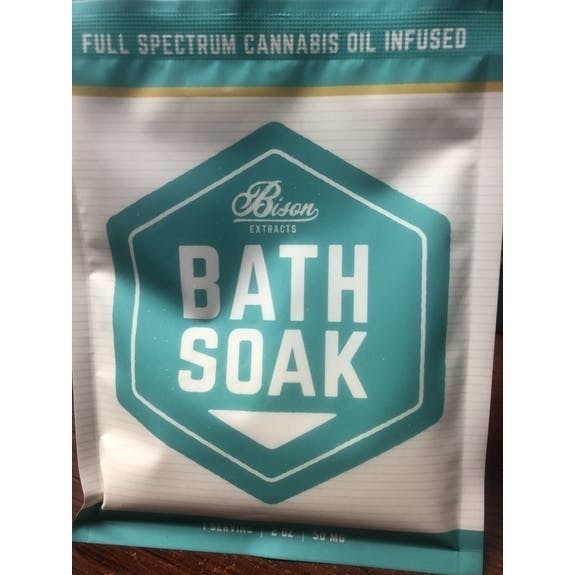 FULL SPECTRUM CANNABIS OIL INFUSED
Bison
EXTRACTS
BATH
SOAK
1 SERVING | 2 OZ | 50 MG